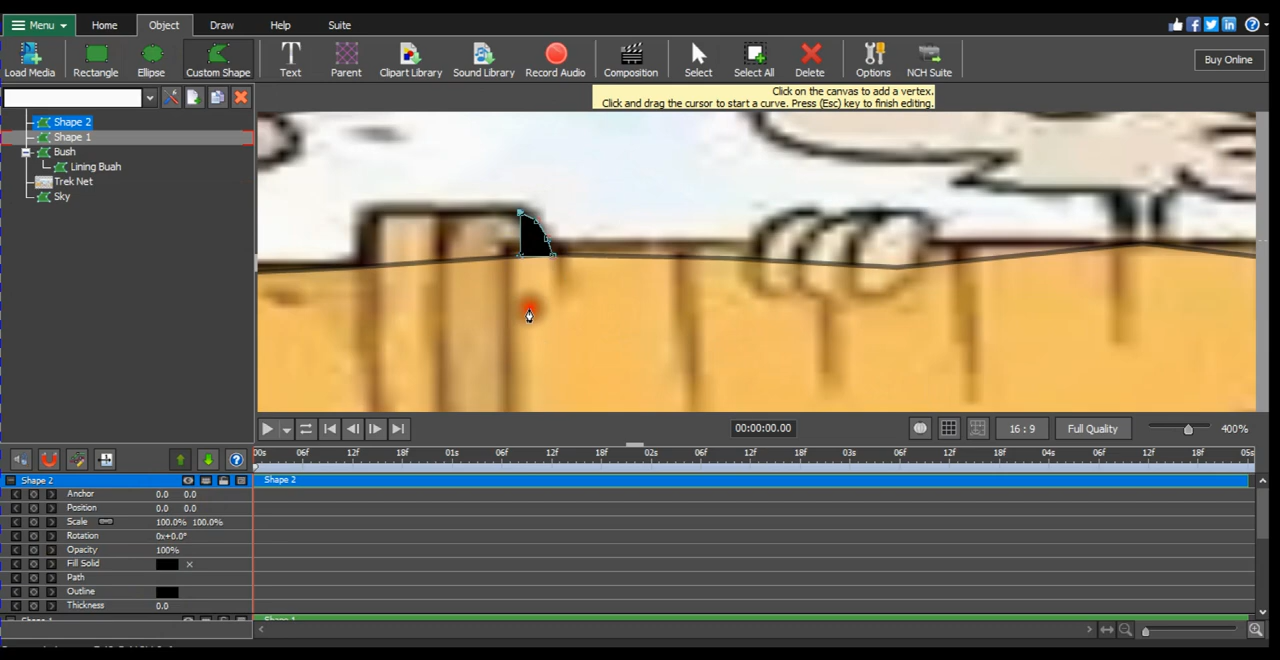 Menu Home Object Draw Help Suite
Load Media Rectangle Ellipse Custom Shape Text Parent Clipart Library Sound Library Record Audio Composition Select Select All Delete Options NCH Suite Buy Online
Click on the canvas to add a vertex.
Click and drag the cursor to start a curve. Press (Esc) key to finish editing.
Shape 2
Shape 1
Bush
Lining Buah
Trek Net
Sky
00:00:00.00 16 : 9 Full Quality 400%
00s 06f 12f 18f 01s 06f 12f 18f 02s 06f 12f 18f 03s 06f 12f 18f 04s 06f 12f 18f 05s
Shape 2 Shape 2
Anchor 0.0 0.0
Position 0.0 0.0
Scale 100.0% 100.0%
Rotation 0x+0.0°
Opacity 100%
Fill Solid
Path
Outline
Thickness 0.0